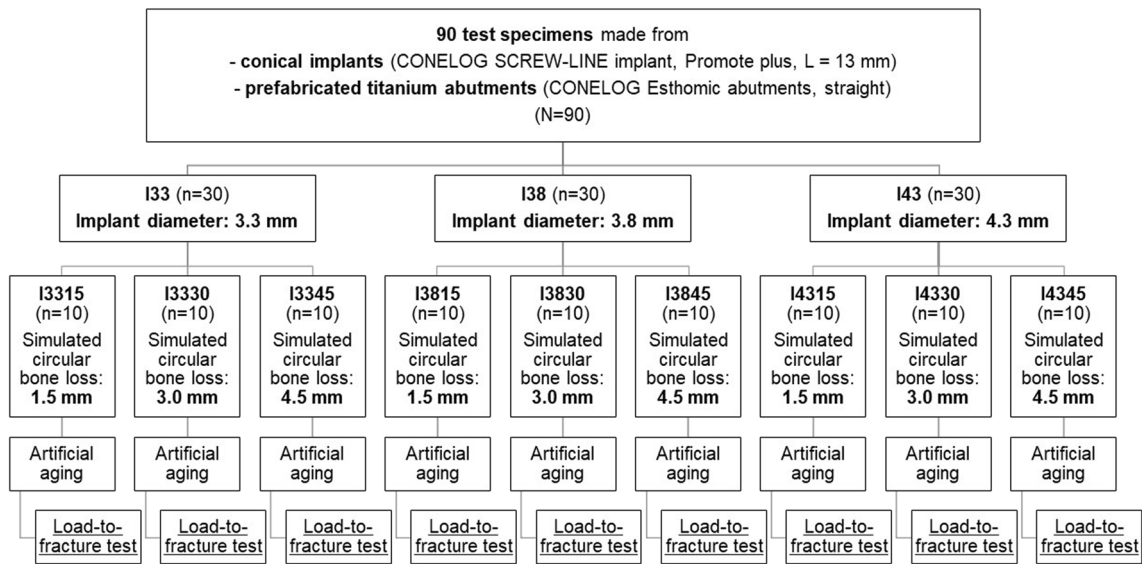 90 test specimens made from
- conical implants (CONELOG SCREW-LINE implant, Promote plus, L = 13 mm)
- prefabricated titanium abutments (CONELOG Esthomic abutments, straight)
(N=90)
I33 (n=30)
Implant diameter: 3.3 mm
I38 (n=30)
Implant diameter: 3.8 mm
I43 (n=30)
Implant diameter: 4.3 mm
I3315
(n=10)
Simulated
circular
bone loss:
1.5 mm
I3330
(n=10)
Simulated
circular
bone loss:
3.0 mm
I3345
(n=10)
Simulated
circular
bone loss:
4.5 mm
I3815
(n=10)
Simulated
circular
bone loss:
1.5 mm
I3830
(n=10)
Simulated
circular
bone loss:
3.0 mm
I3845
(n=10)
Simulated
circular
bone loss:
4.5 mm
I4315
(n=10)
Simulated
circular
bone loss:
1.5 mm
I4330
(n=10)
Simulated
circular
bone loss:
3.0 mm
I4345
(n=10)
Simulated
circular
bone loss:
4.5 mm
Artificial
aging
Artificial
aging
Artificial
aging
Artificial
aging
Artificial
aging
Artificial
aging
Artificial
aging
Artificial
aging
Artificial
aging
Load-to-
fracture test
Load-to-
fracture test
Load-to-
fracture test
Load-to-
fracture test
Load-to-
fracture test
Load-to-
fracture test
Load-to-
fracture test
Load-to-
fracture test
Load-to-
fracture test